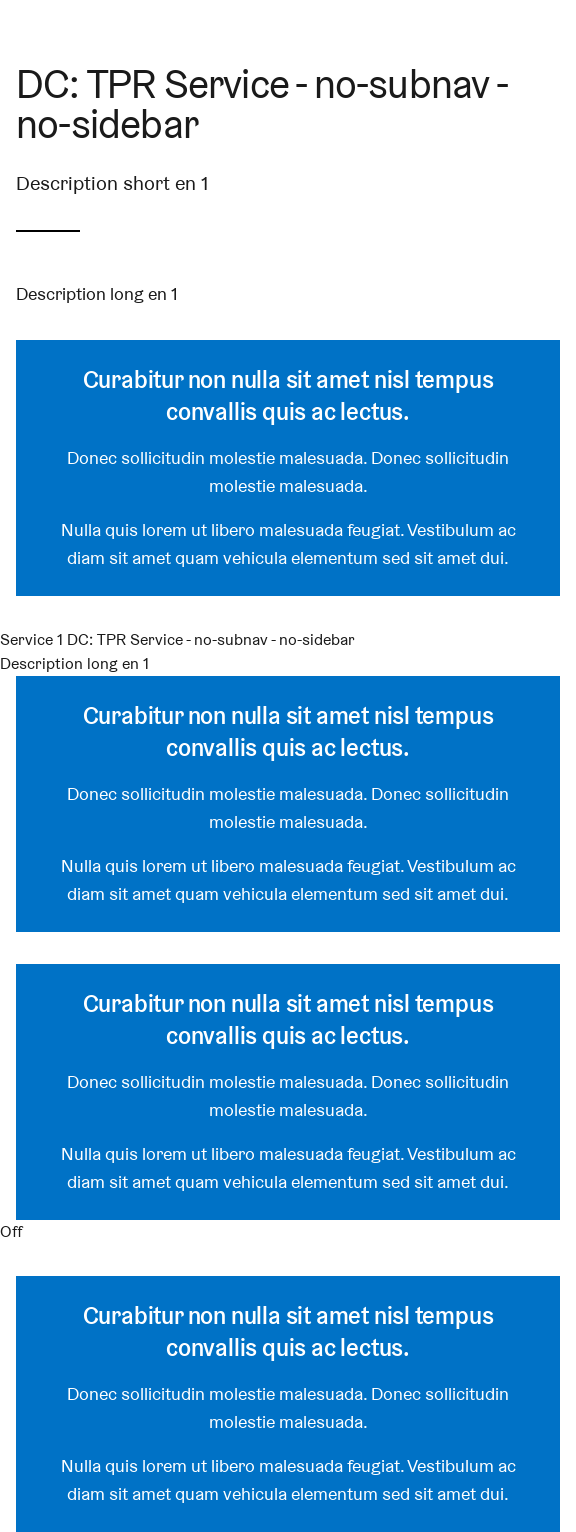 DC: TPR Service - no-subnav -
no-sidebar
Description short en 1
Description long en 1
Curabitur non nulla sit amet nisl tempus
convallis quis ac lectus.
Donec sollicitudin molestie malesuada. Donec sollicitudin
molestie malesuada.
Nulla quis lorem ut libero malesuada feugiat. Vestibulum ac
diam sit amet quam vehicula elementum sed sit amet dui.
Service 1 DC: TPR Service - no-subnav - no-sidebar
Description long en 1
Curabitur non nulla sit amet nisl tempus
convallis quis ac lectus.
Donec sollicitudin molestie malesuada. Donec sollicitudin
molestie malesuada.
Nulla quis lorem ut libero malesuada feugiat. Vestibulum ac
diam sit amet quam vehicula elementum sed sit amet dui.
Curabitur non nulla sit amet nisl tempus
convallis quis ac lectus.
Donec sollicitudin molestie malesuada. Donec sollicitudin
molestie malesuada.
Nulla quis lorem ut libero malesuada feugiat. Vestibulum ac
diam sit amet quam vehicula elementum sed sit amet dui.
Off
Curabitur non nulla sit amet nisl tempus
convallis quis ac lectus.
Donec sollicitudin molestie malesuada. Donec sollicitudin
molestie malesuada.
Nulla quis lorem ut libero malesuada feugiat. Vestibulum ac
diam sit amet quam vehicula elementum sed sit amet dui.